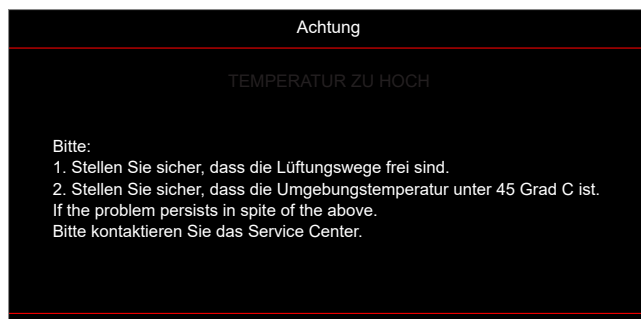 Achtung
TEMPERATUR ZU HOCH
Bitte:
1. Stellen Sie sicher, dass die Lüftungswege frei sind.
2. Stellen Sie sicher, dass die Umgebungstemperatur unter 45 Grad C ist.
If the problem persists in spite of the above.
Bitte kontaktieren Sie das Service Center.